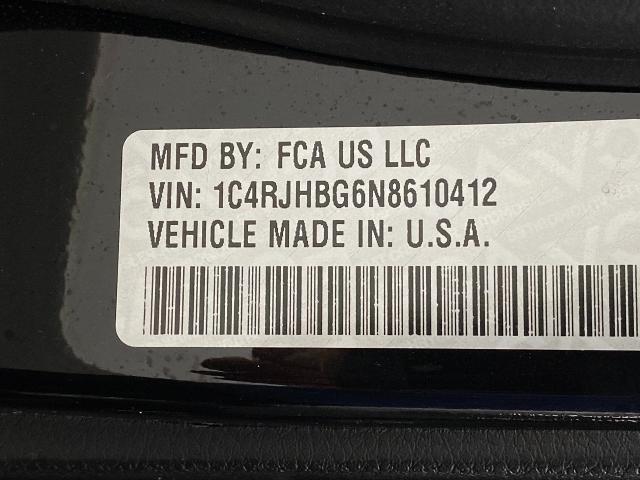 MFD BY: FCA US LLC
VIN: 1C4RJHBG6N8610412
VEHICLE MADE IN: U.S.A.